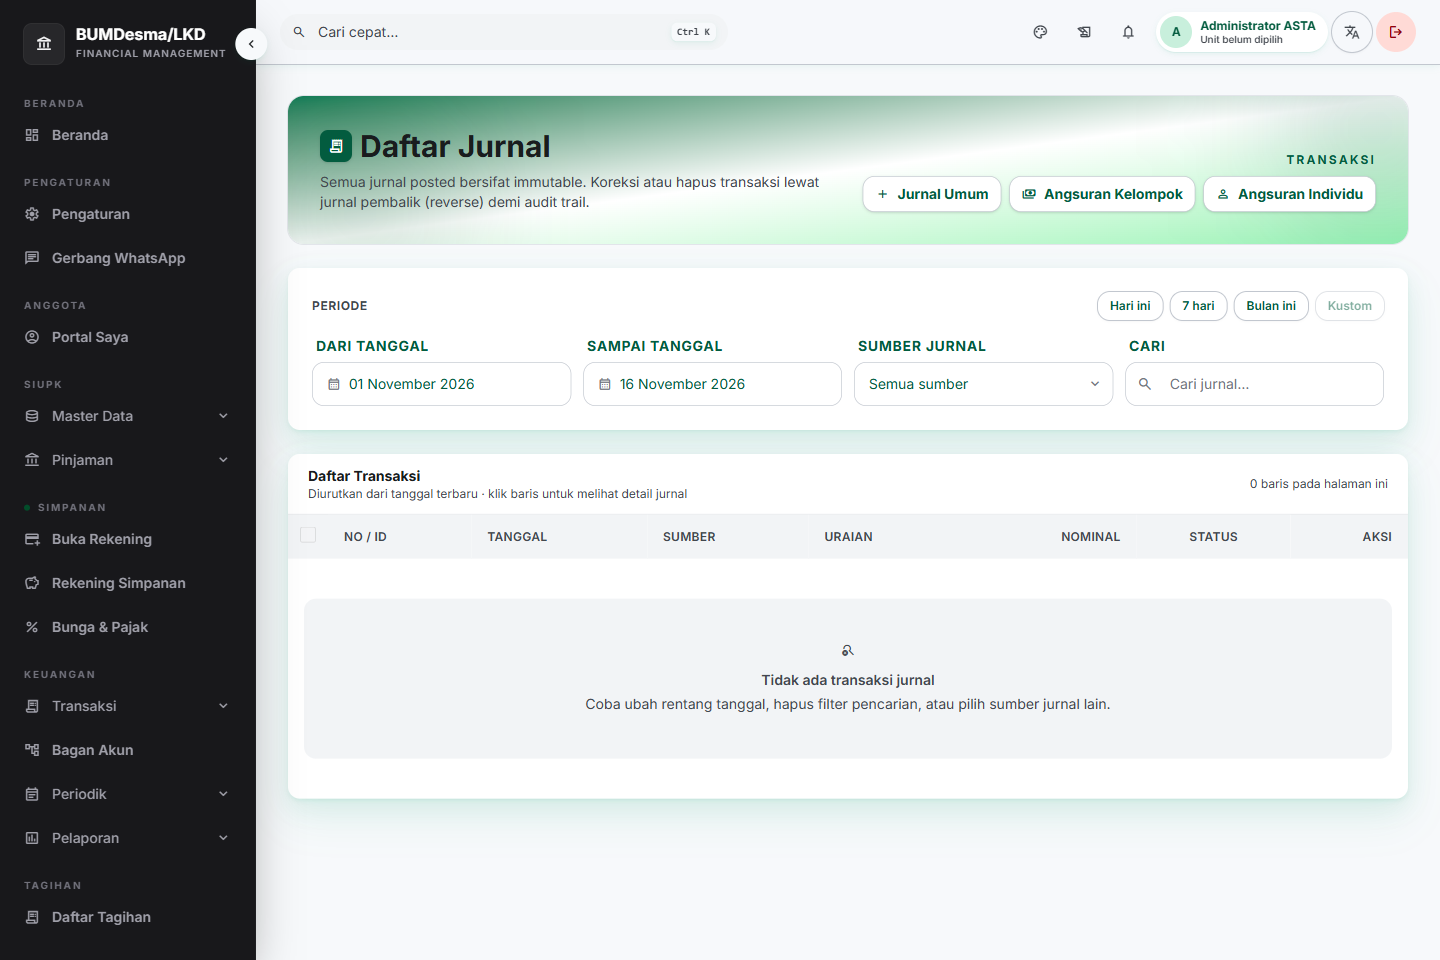 BUMDesma/LKD
FINANCIAL MANAGEMENT
BERANDA
Beranda
PENGATURAN
Pengaturan
Gerbang WhatsApp
ANGGOTA
Portal Saya
SIUPK
Master Data
Pinjaman
SIMPANAN
Buka Rekening
Rekening Simpanan
Bunga & Pajak
KEUANGAN
Transaksi
Bagan Akun
Periodik
Pelaporan
TAGIHAN
Daftar Tagihan
Cari cepat...
Ctrl K
A
Administrator ASTA
Unit belum dipilih
Daftar Jurnal
Semua jurnal posted bersifat immutable. Koreksi atau hapus transaksi lewat
jurnal pembalik (reverse) demi audit trail.
TRANSAKSI
Jurnal Umum
Angsuran Kelompok
Angsuran Individu
PERIODE
Hari ini
7 hari
Bulan ini
Kustom
DARI TANGGAL
SAMPAI TANGGAL
SUMBER JURNAL
CARI
01 November 2026
16 November 2026
Semua sumber
Cari jurnal...
Daftar Transaksi
Diurutkan dari tanggal terbaru · klik baris untuk melihat detail jurnal
0 baris pada halaman ini
NO / ID
TANGGAL
SUMBER
URAIAN
NOMINAL
STATUS
AKSI
Tidak ada transaksi jurnal
Coba ubah rentang tanggal, hapus filter pencarian, atau pilih sumber jurnal lain.